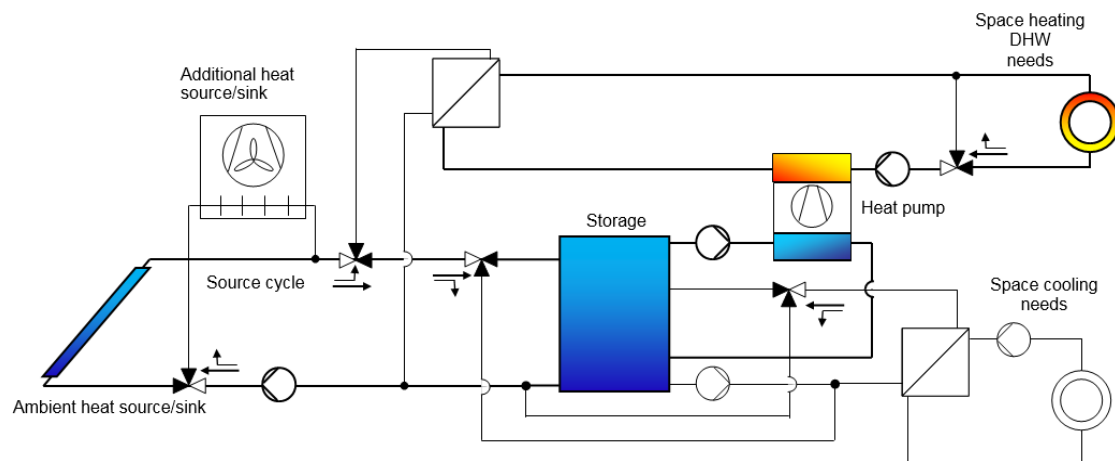 Space heating
DHW
needs
Additional heat
source/sink
Heat pump
Storage
Source cycle
Space cooling
needs
Ambient heat source/sink